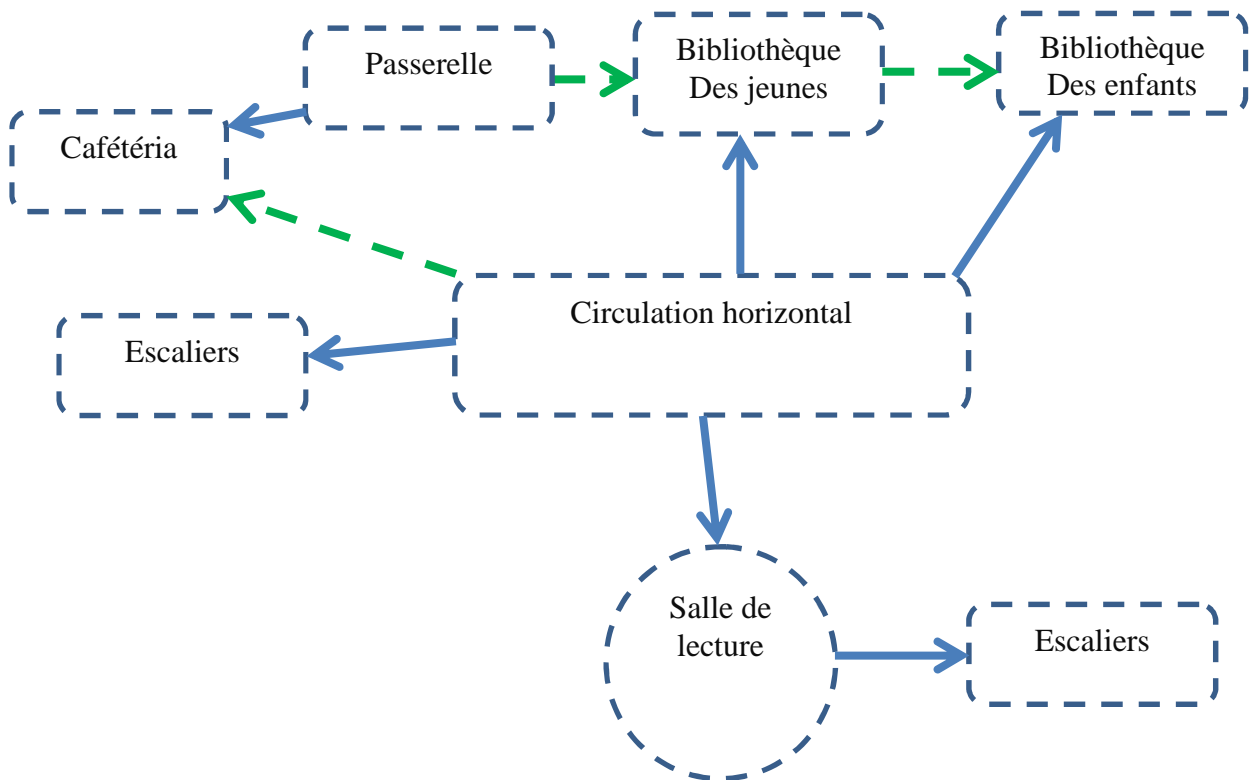 Passerelle
Bibliothèque
Des jeunes
Bibliothèque
Des enfants
Cafétéria
Circulation horizontal
Escaliers
Salle de
lecture
Escaliers